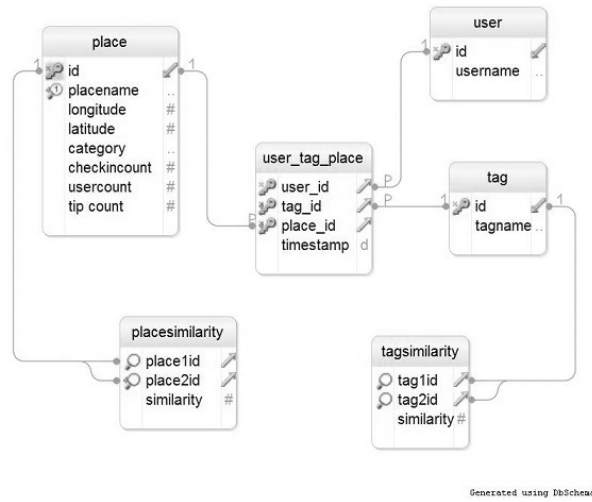 place
id
placename ..
longitude #
latitude #
category ..
checkincount #
usercount #
tip count #
1
1
user
id
username ..
1
user_tag_place
user_id
tag_id
place_id
timestamp d
P
P
P
tag
id
tagname ..
1
1
placesimilarity
place1id
place2id
similarity #
tagsimilarity
tag1id
tag2id
similarity #
Generated using DbSchema